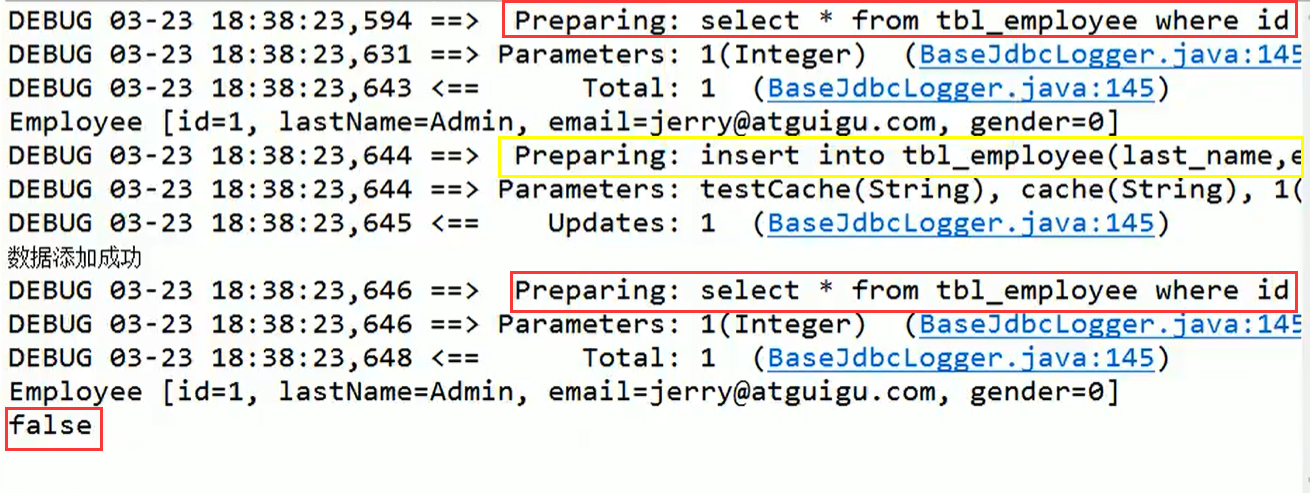 DEBUG 03-23 18:38:23,594 ==>  Preparing: select * from tbl_employee where id
DEBUG 03-23 18:38:23,631 ==> Parameters: 1(Integer)  (BaseJdbcLogger.java:145
DEBUG 03-23 18:38:23,643 <==      Total: 1  (BaseJdbcLogger.java:145)
Employee [id=1, lastName=Admin, email=jerry@atguigu.com, gender=0]
DEBUG 03-23 18:38:23,644 ==>  Preparing: insert into tbl_employee(last_name,e
DEBUG 03-23 18:38:23,644 ==> Parameters: testCache(String), cache(String), 1(
DEBUG 03-23 18:38:23,645 <==    Updates: 1  (BaseJdbcLogger.java:145)
数据添加成功
DEBUG 03-23 18:38:23,646 ==>  Preparing: select * from tbl_employee where id
DEBUG 03-23 18:38:23,646 ==> Parameters: 1(Integer)  (BaseJdbcLogger.java:145
DEBUG 03-23 18:38:23,648 <==      Total: 1  (BaseJdbcLogger.java:145)
Employee [id=1, lastName=Admin, email=jerry@atguigu.com, gender=0]
false